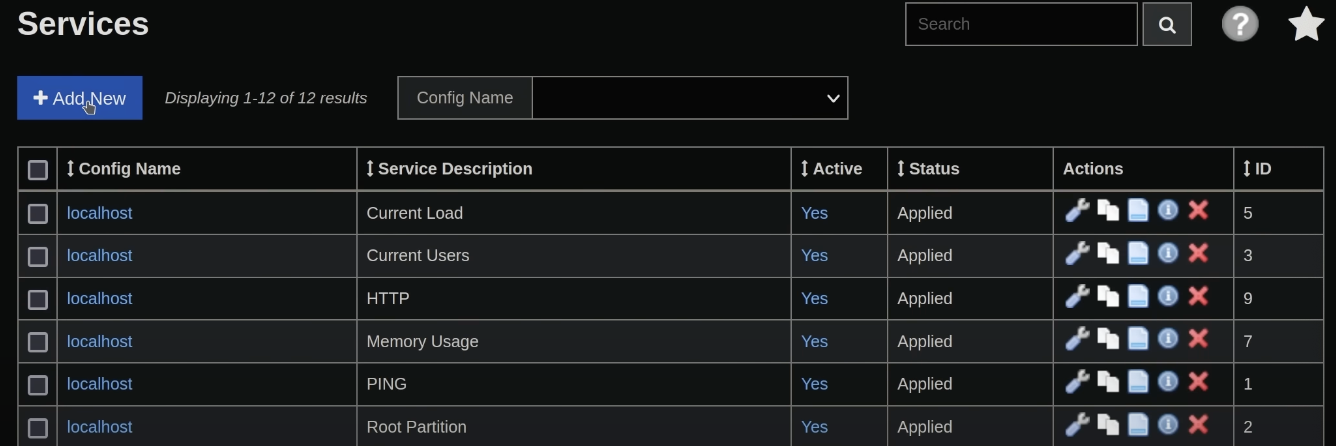 Services
Search
Add New
Displaying 1-12 of 12 results
Config Name
Config Name Service Description Active Status Actions ID
localhost Current Load Yes Applied 5
localhost Current Users Yes Applied 3
localhost HTTP Yes Applied 9
localhost Memory Usage Yes Applied 7
localhost PING Yes Applied 1
localhost Root Partition Yes Applied 2